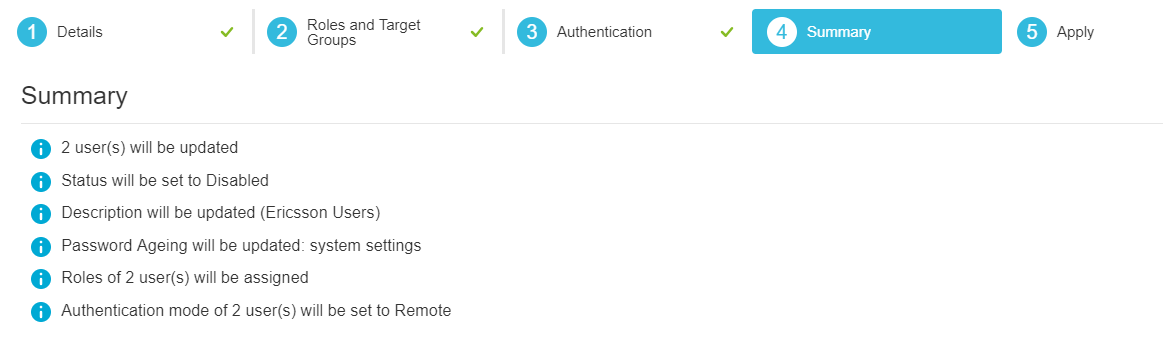 1 Details
2 Roles and Target
Groups
3 Authentication
4 Summary
5 Apply
Summary
2 user(s) will be updated
Status will be set to Disabled
Description will be updated (Ericsson Users)
Password Ageing will be updated: system settings
Roles of 2 user(s) will be assigned
Authentication mode of 2 user(s) will be set to Remote